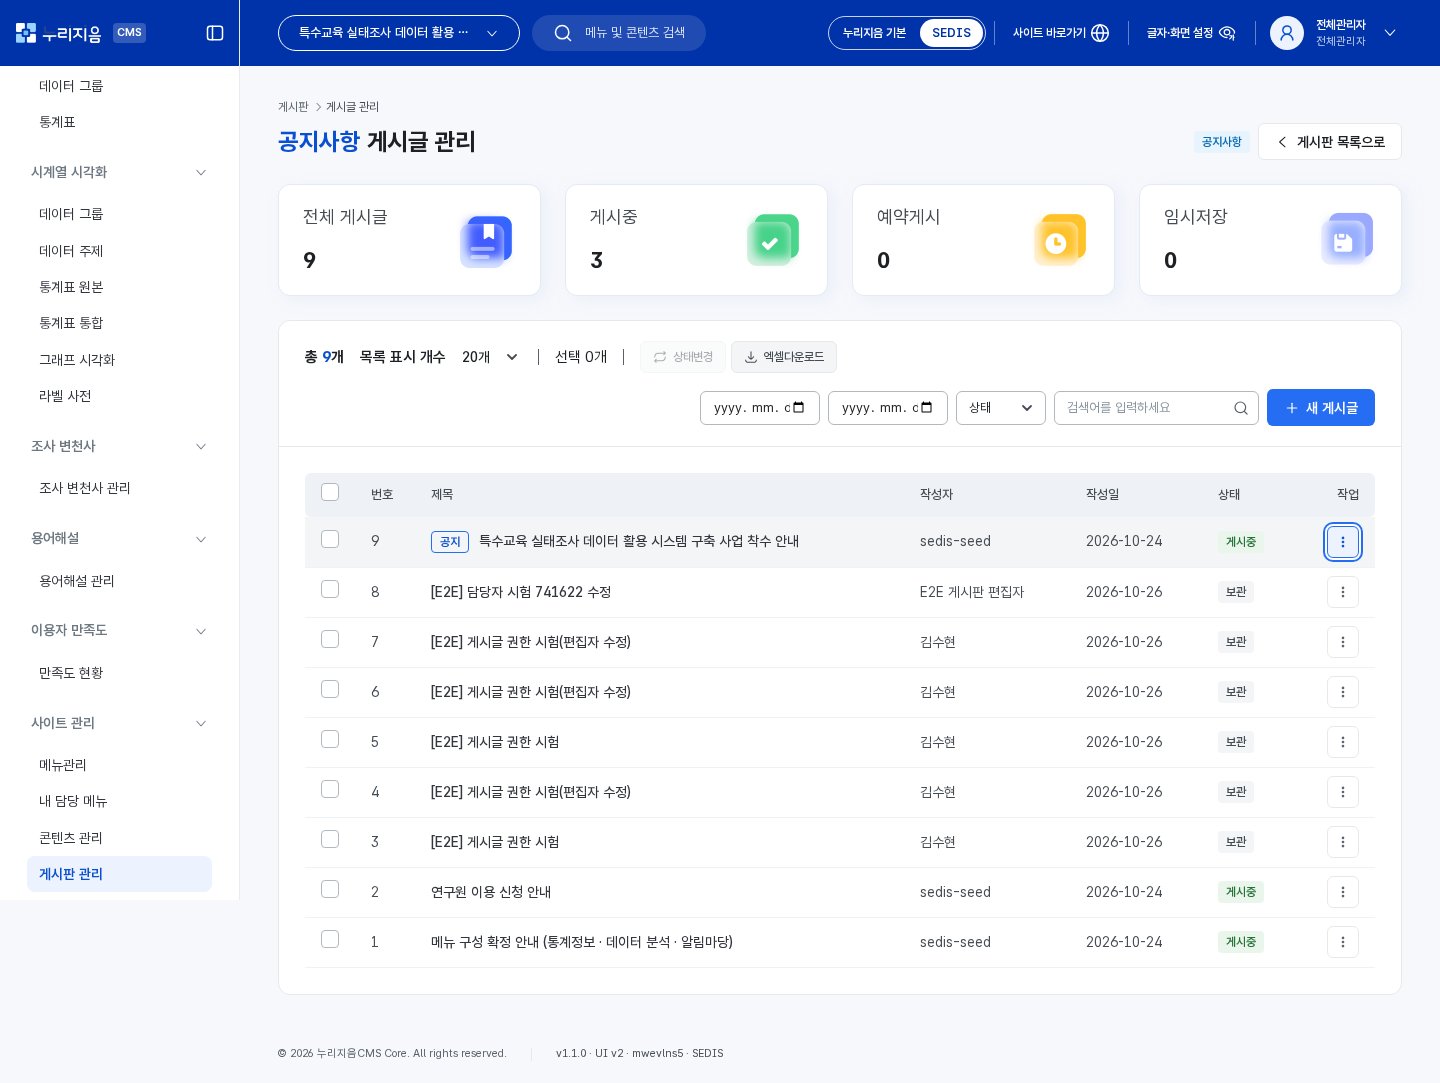 누리지음 CMS
특수교육 실태조사 데이터 활용 ···
메뉴 및 콘텐츠 검색
누리지음 기본
SEDIS
사이트 바로가기
글자·화면 설정
전체관리자
전체관리자
데이터 그룹
통계표
시계열 시각화
데이터 그룹
데이터 주제
통계표 원본
통계표 통합
그래프 시각화
라벨 사전
조사 변천사
조사 변천사 관리
용어해설
용어해설 관리
이용자 만족도
만족도 현황
사이트 관리
메뉴관리
내 담당 메뉴
콘텐츠 관리
게시판 관리
게시판 > 게시글 관리
공지사항 게시글 관리
공지사항
게시판 목록으로
전체 게시글
9
게시중
3
예약게시
0
임시저장
0
총 9개 목록 표시 개수 20개 선택 0개 상태변경 엑셀다운로드
yyyy. mm. d yyyy. mm. d 상태 검색어를 입력하세요 새 게시글
번호 제목 작성자 작성일 상태 작업
9 공지 특수교육 실태조사 데이터 활용 시스템 구축 사업 착수 안내 sedis-seed 2026-10-24 게시중
8 [E2E] 담당자 시험 741622 수정 E2E 게시판 편집자 2026-10-26 보관
7 [E2E] 게시글 권한 시험(편집자 수정) 김수현 2026-10-26 보관
6 [E2E] 게시글 권한 시험(편집자 수정) 김수현 2026-10-26 보관
5 [E2E] 게시글 권한 시험 김수현 2026-10-26 보관
4 [E2E] 게시글 권한 시험(편집자 수정) 김수현 2026-10-26 보관
3 [E2E] 게시글 권한 시험 김수현 2026-10-26 보관
2 연구원 이용 신청 안내 sedis-seed 2026-10-24 게시중
1 메뉴 구성 확정 안내 (통계정보 · 데이터 분석 · 알림마당) sedis-seed 2026-10-24 게시중
© 2026 누리지음CMS Core. All rights reserved.
v1.1.0 · UI v2 · mwevlns5 · SEDIS